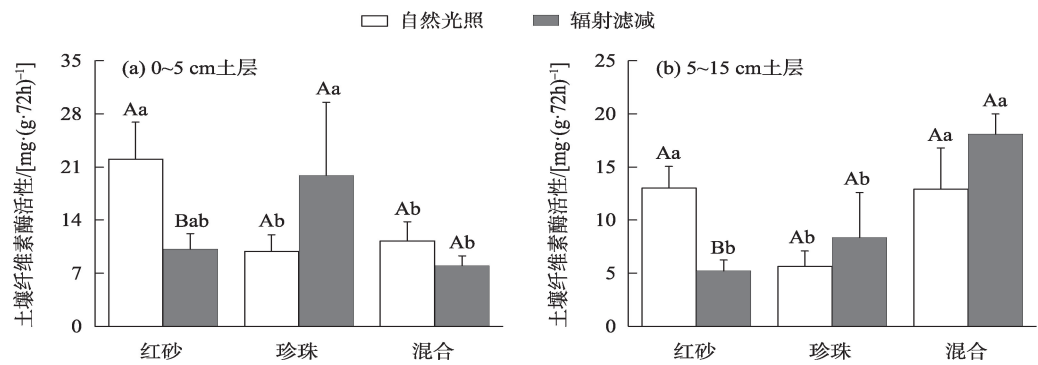 自然光照 辐射滤减
(a) 0~5 cm土层
土壤纤维素酶活性/[mg·(g·72h)⁻¹]
35
28
21
14
7
0
Aa
Bab
Ab
Aa
Ab
Ab
红砂 珍珠 混合
(b) 5~15 cm土层
土壤纤维素酶活性/[mg·(g·72h)⁻¹]
25
20
15
10
5
0
Aa
Bb
Ab
Ab
Aa
Aa
红砂 珍珠 混合